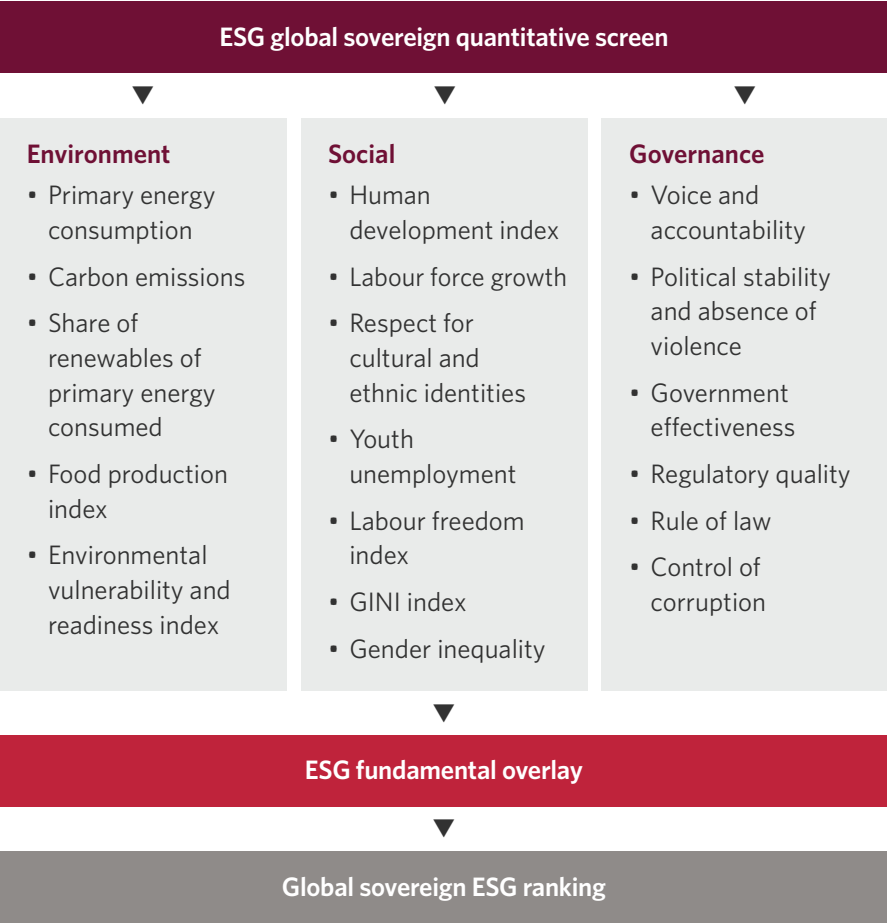 ESG global sovereign quantitative screen
Environment
• Primary energy
consumption
• Carbon emissions
• Share of
renewables of
primary energy
consumed
• Food production
index
• Environmental
vulnerability and
readiness index
Social
• Human
development index
• Labour force growth
• Respect for
cultural and
ethnic identities
• Youth
unemployment
• Labour freedom
index
• GINI index
• Gender inequality
Governance
• Voice and
accountability
• Political stability
and absence of
violence
• Government
effectiveness
• Regulatory quality
• Rule of law
• Control of
corruption
ESG fundamental overlay
Global sovereign ESG ranking